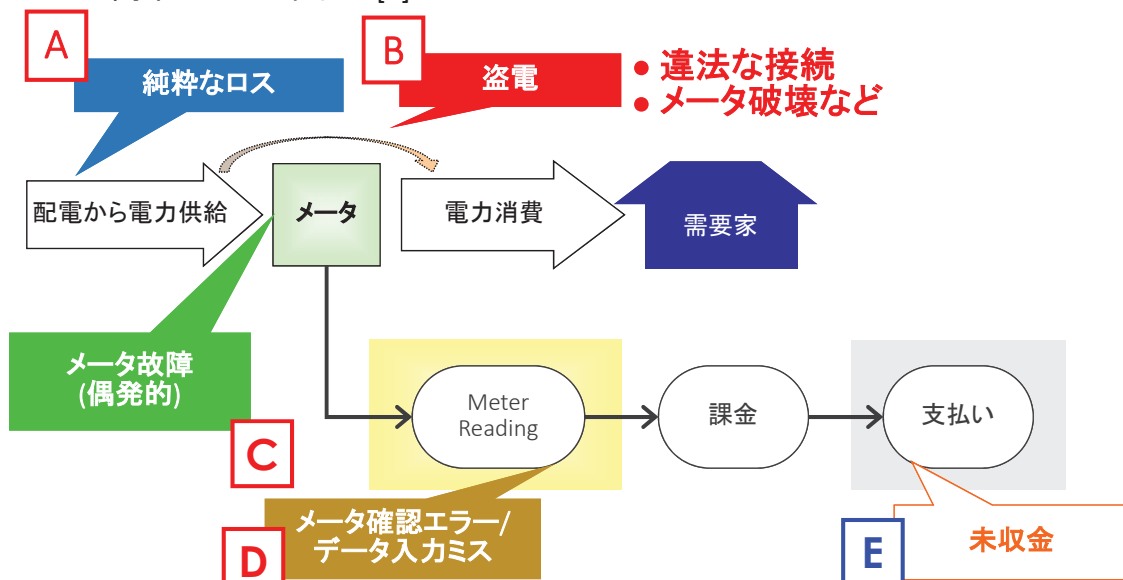 A
B
純粋なロス
盗電
● 違法な接続
● メータ破壊など
配電から電力供給
メータ
電力消費
需要家
メータ故障
(偶発的)
C
Meter
Reading
課金
支払い
メータ確認エラー/
データ入力ミス
D
E
未収金